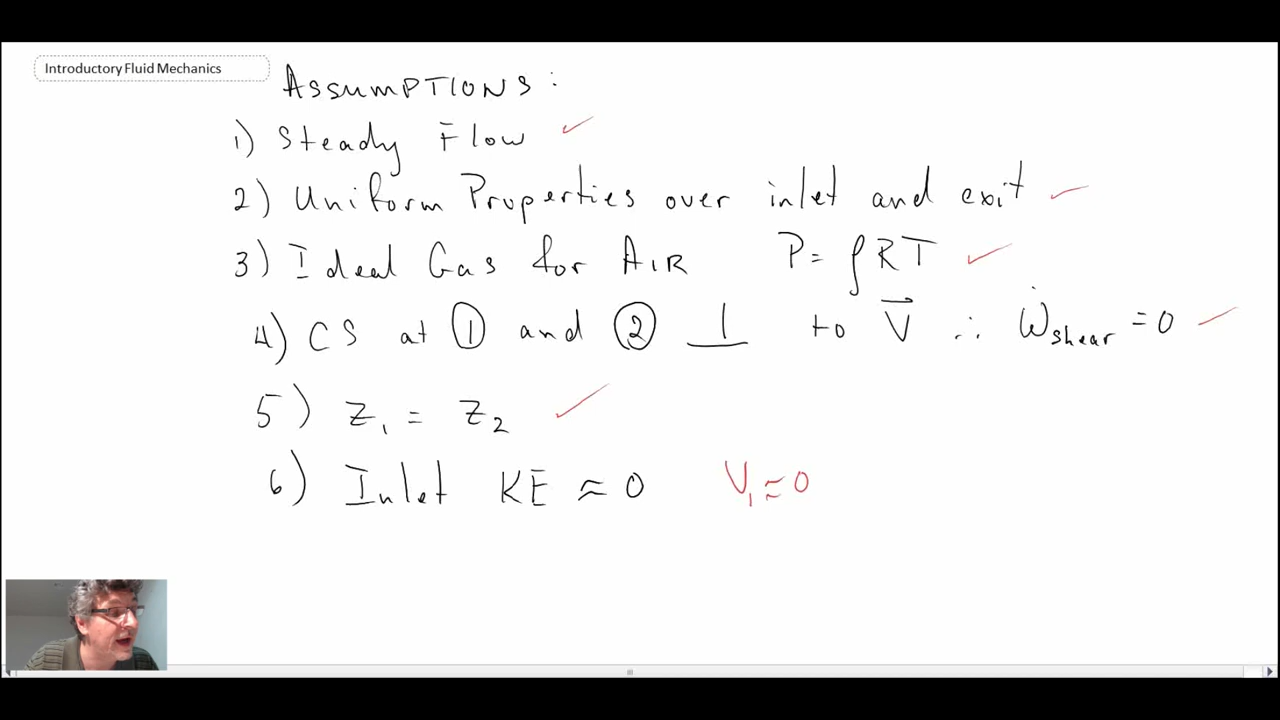 Introductory Fluid Mechanics
ASSUMPTIONS:
1) Steady Flow ✓
2) Uniform Properties over inlet and exit ✓
3) Ideal Gas for AIR P = ρRT ✓
4) CS at ① and ② ⊥ to V⃗ ∴ Ẇshear = 0 ✓
5) Z₁ = Z₂ ✓
6) Inlet KE ≈ 0 V₁ ≈ 0